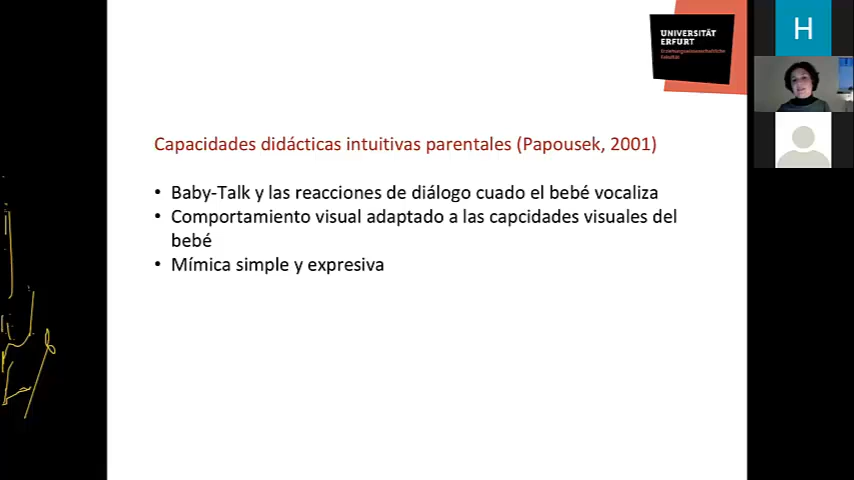 UNIVERSITÄT
ERFURT
Erziehungswissenschaftliche
Fakultät
H
Capacidades didácticas intuitivas parentales (Papousek, 2001)
• Baby-Talk y las reacciones de diálogo cuado el bebé vocaliza
• Comportamiento visual adaptado a las capcidades visuales del
bebé
• Mímica simple y expresiva